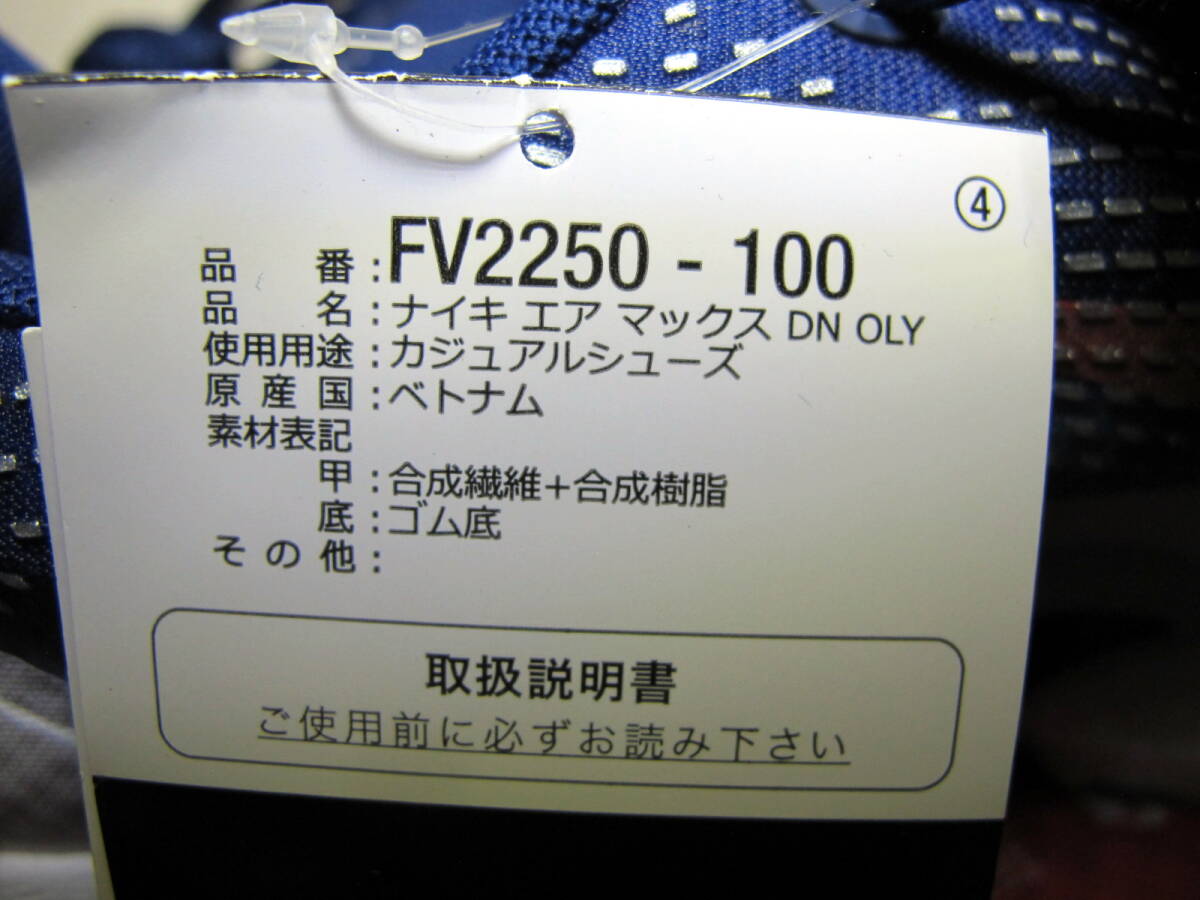 ④
品番:FV2250 - 100
品名:ナイキ エア マックス DN OLY
使用用途:カジュアルシューズ
原産国:ベトナム
素材表記
甲:合成繊維+合成樹脂
底:ゴム底
その他:
取扱説明書
ご使用前に必ずお読み下さい